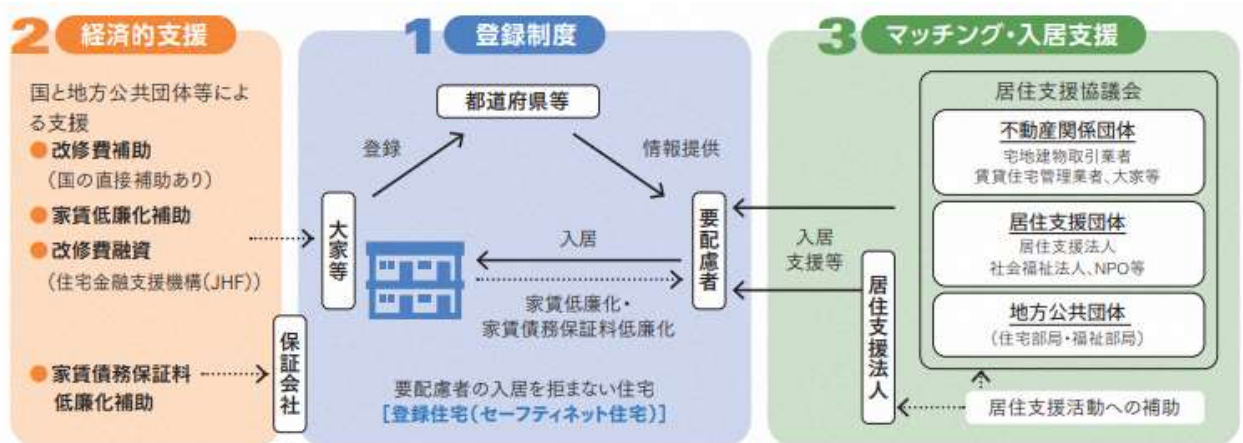 2 経済的支援
国と地方公共団体等によ
る支援
●改修費補助
(国の直接補助あり)
●家賃低廉化補助
●改修費融資
(住宅金融支援機構(JHF))
●家賃債務保証料
低廉化補助
保証会社
1 登録制度
都道府県等
登録
情報提供
大家等
要配慮者
入居
家賃低廉化・
家賃債務保証料低廉化
要配慮者の入居を拒まない住宅
[登録住宅(セーフティネット住宅)]
3 マッチング・入居支援
入居
支援等
居住支援法人
居住支援協議会
不動産関係団体
宅地建物取引業者
賃貸住宅管理業者、大家等
居住支援団体
居住支援法人
社会福祉法人、NPO等
地方公共団体
(住宅部局・福祉部局)
居住支援活動への補助